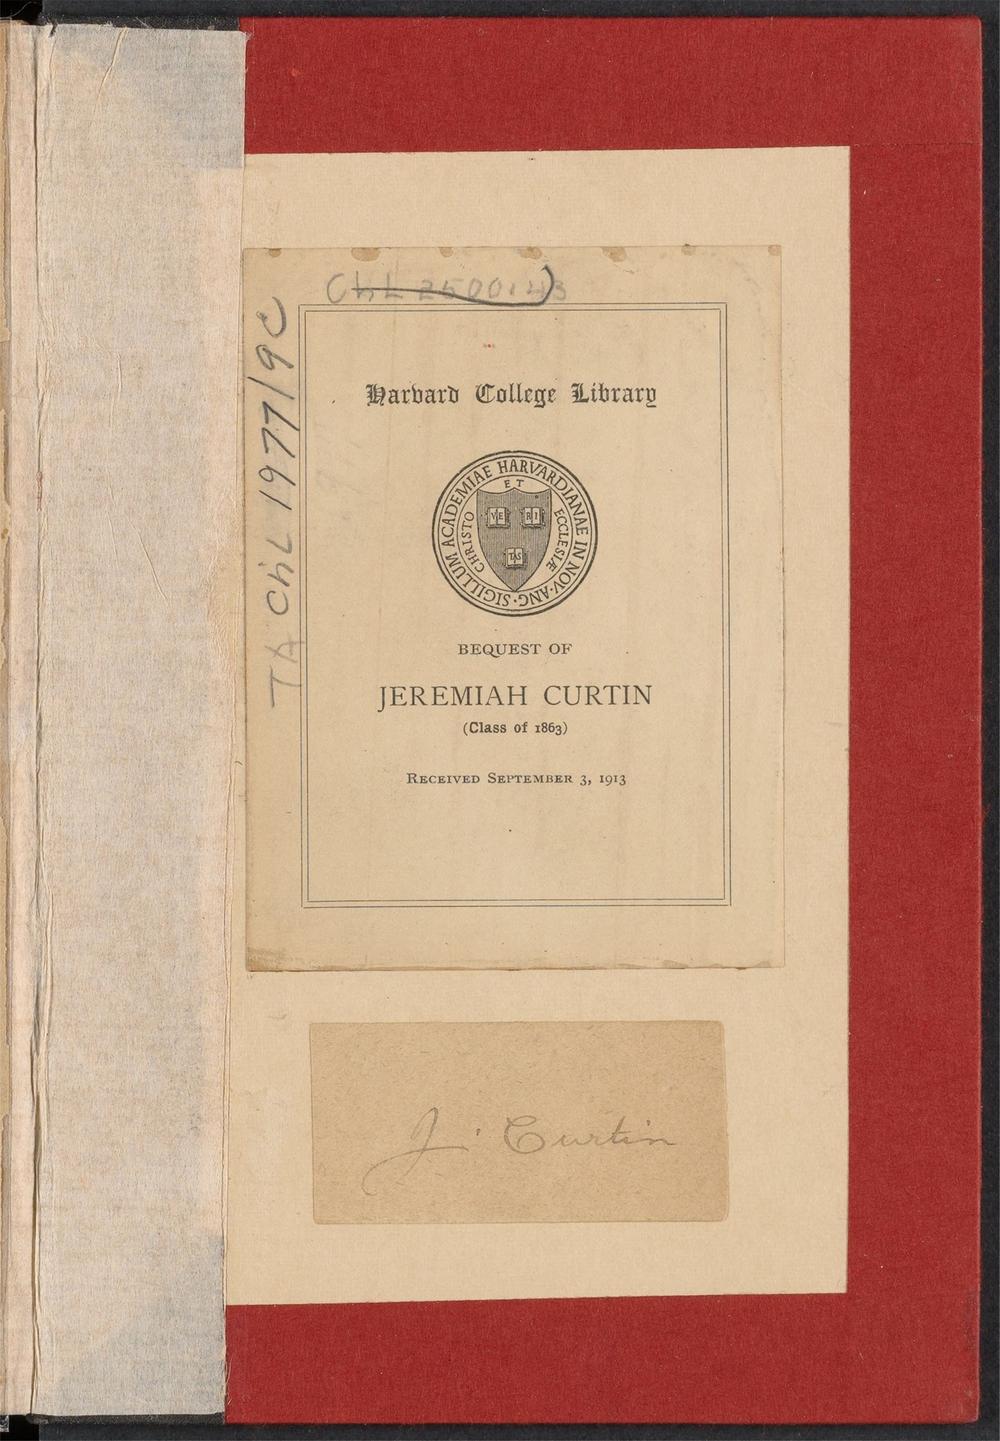 ChL 2500.43
TA ChL 1977/9C
Harvard College Library
SIGILLUM ACADEMIAE HARVARDIANAE IN NOV·ANG·
CHRISTO ET ECCLESIÆ
VE RI
TAS
BEQUEST OF
JEREMIAH CURTIN
(Class of 1863)
RECEIVED SEPTEMBER 3, 1913
J. Curtin